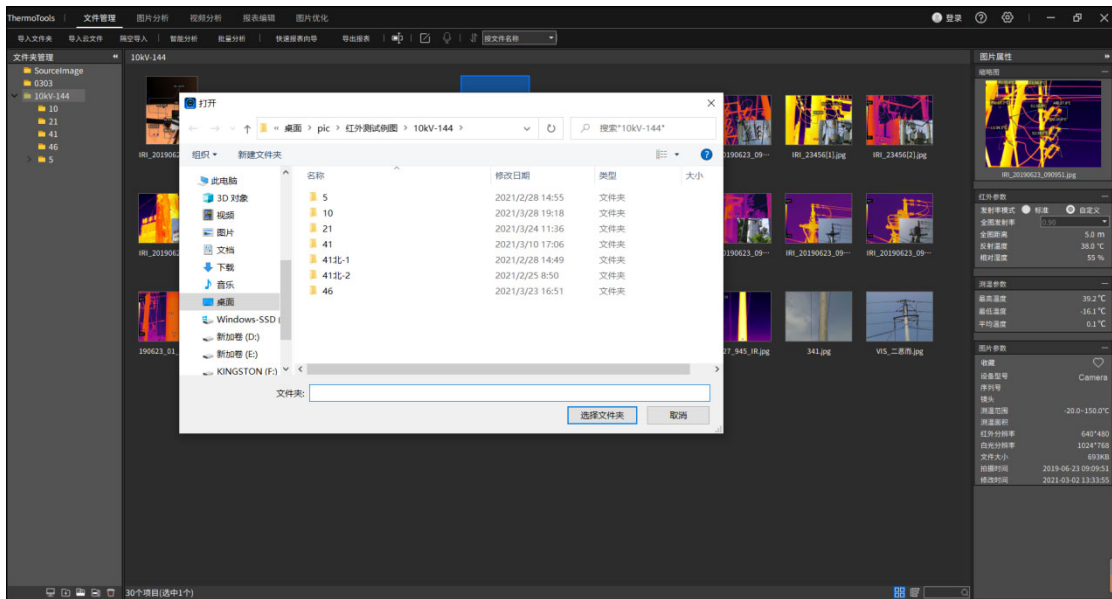 ThermoTools 文件管理 图片分析 视频分析 报表编辑 图片优化 登录
导入文件夹 导入云文件 隔空导入 智能分析 批量分析 快速报表向导 导出报表 按文件名称
文件夹管理
SourceImage
0303
10kV-144
10
21
41
46
5
10kV-144
打开
« 桌面 › pic › 红外测试例图 › 10kV-144 ›
搜索"10kV-144"
组织 新建文件夹
此电脑
3D 对象
视频
图片
文档
下载
音乐
桌面
Windows-SSD (
新加卷 (D:)
新加卷 (E:)
KINGSTON (F:)
名称 修改日期 类型 大小
5 2021/2/28 14:55 文件夹
10 2021/3/28 19:18 文件夹
21 2021/3/24 11:36 文件夹
41 2021/3/10 17:06 文件夹
41北-1 2021/2/28 14:49 文件夹
41北-2 2021/2/25 8:50 文件夹
46 2021/3/23 16:51 文件夹
文件夹:
选择文件夹 取消
IRI_201906 0190623_09··· IRI_23456[1].jpg IRI_23456[2].jpg
IRI_201906 0190623_09··· IRI_20190623_09··· IRI_20190623_09···
190623_01_ 27_945_IR.jpg 341.jpg
30个项目(选中1个)
图片属性
缩略图
IRI_20190623_090951.jpg
红外参数
发射率模式 标准 自定义
全图发射率 0.90
全图距离 5.0 m
反射温度 38.0 ℃
相对湿度 55 %
测温参数
最高温度 39.2℃
最低温度 -16.1℃
平均温度 0.1℃
图片参数
收藏
设备型号 Camera
序列号
镜头
测温范围 -20.0~150.0℃
测温面积
红外分辨率 640*480
白光分辨率 1024*768
文件大小 693KB
拍摄时间 2019-06-23 09:09:51
修改时间 2021-03-02 13:33:55